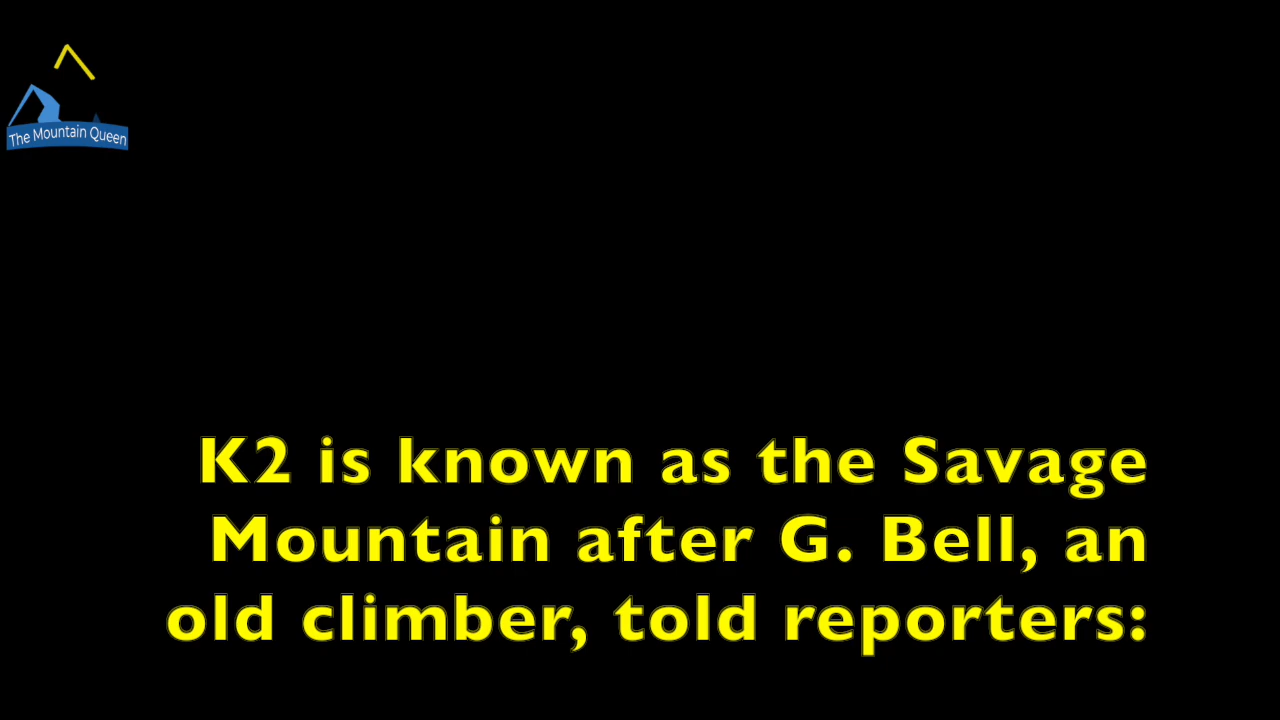 The Mountain Queen
K2 is known as the Savage
Mountain after G. Bell, an
old climber, told reporters: